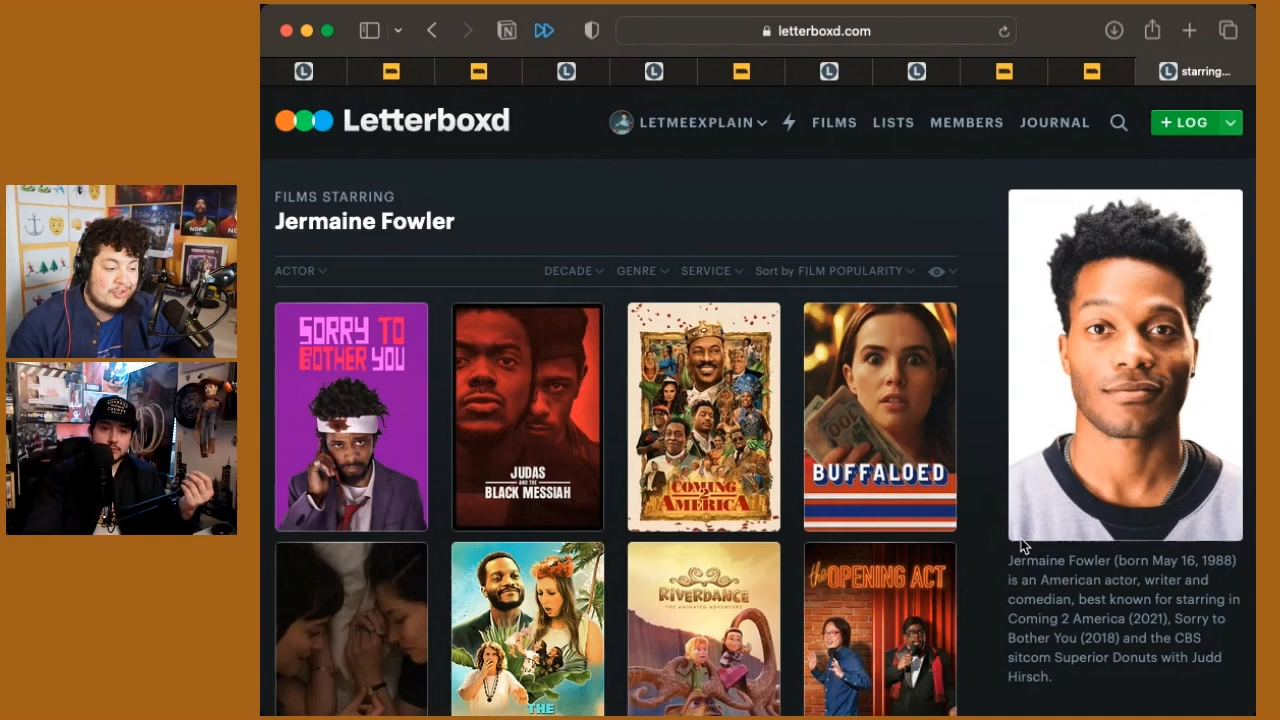 letterboxd.com
starring...
Letterboxd
LETMEEXPLAIN
FILMS
LISTS
MEMBERS
JOURNAL
+ LOG
FILMS STARRING
Jermaine Fowler
ACTOR
DECADE
GENRE
SERVICE
Sort by FILM POPULARITY
SORRY TO
BOTHER YOU
JUDAS
AND THE
BLACK MESSIAH
COMING
2
AMERICA
BUFFALOED
THE
RIVERDANCE
THE ANIMATED ADVENTURE
the OPENING ACT
Jermaine Fowler (born May 16, 1988)
is an American actor, writer and
comedian, best known for starring in
Coming 2 America (2021), Sorry to
Bother You (2018) and the CBS
sitcom Superior Donuts with Judd
Hirsch.
NOPE